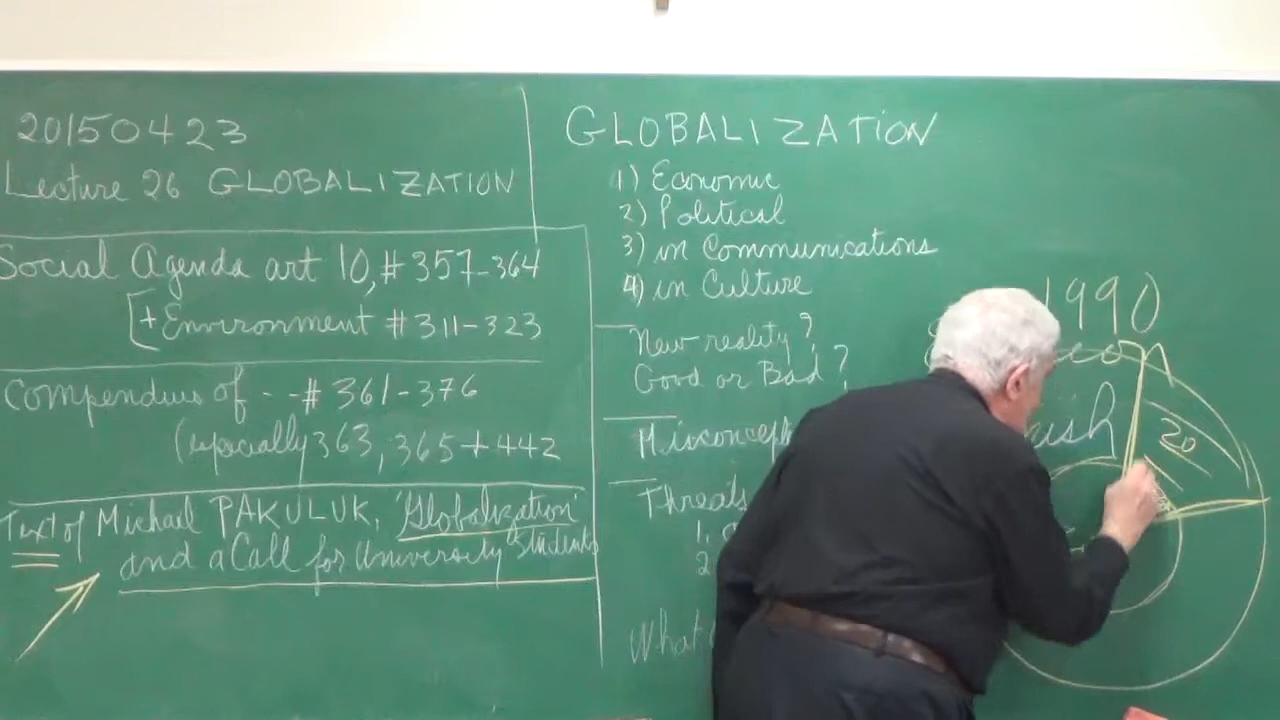 20150423
Lecture 26 GLOBALIZATION
Social Agenda art 10, # 357-364
[+Environment # 311-323
Compendium of - - # 361-376
(especially 363, 365+442
Text of Michael PAKULUK, 'Globalization'
and a Call for University Students
GLOBALIZATION
1) Economic
2) Political
3) in Communications
4) in Culture
New reality?
Good or Bad?
Misconcep
Threats
1.
2
What
1990
20